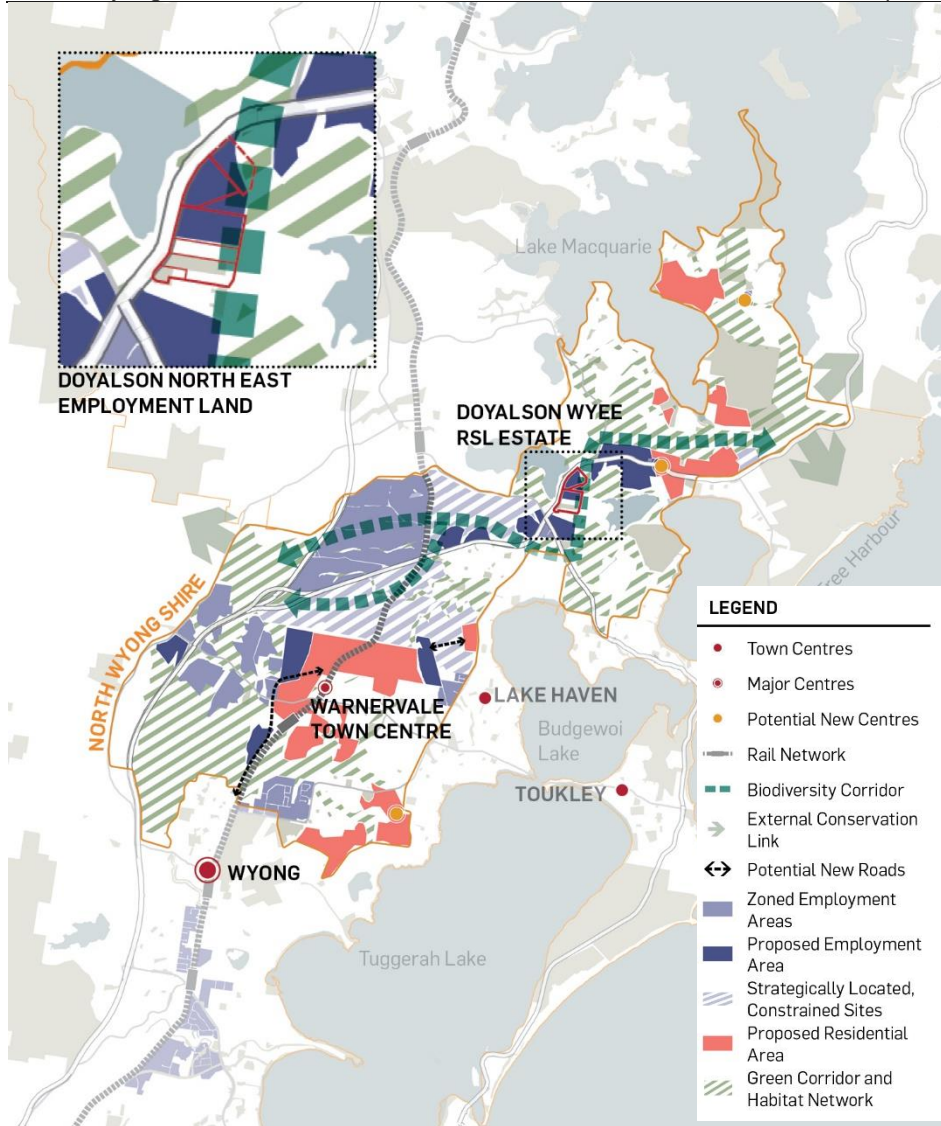 DOYALSON NORTH EAST
EMPLOYMENT LAND
Lake Macquarie
DOYALSON WYEE
RSL ESTATE
NORTH WYONG SHIRE
WARNERVALE
TOWN CENTRE
LAKE HAVEN
Budgewoi
Lake
TOUKLEY
WYONG
Tuggerah Lake
ree Harbour
LEGEND
Town Centres
Major Centres
Potential New Centres
Rail Network
Biodiversity Corridor
External Conservation
Link
Potential New Roads
Zoned Employment
Areas
Proposed Employment
Area
Strategically Located,
Constrained Sites
Proposed Residential
Area
Green Corridor and
Habitat Network